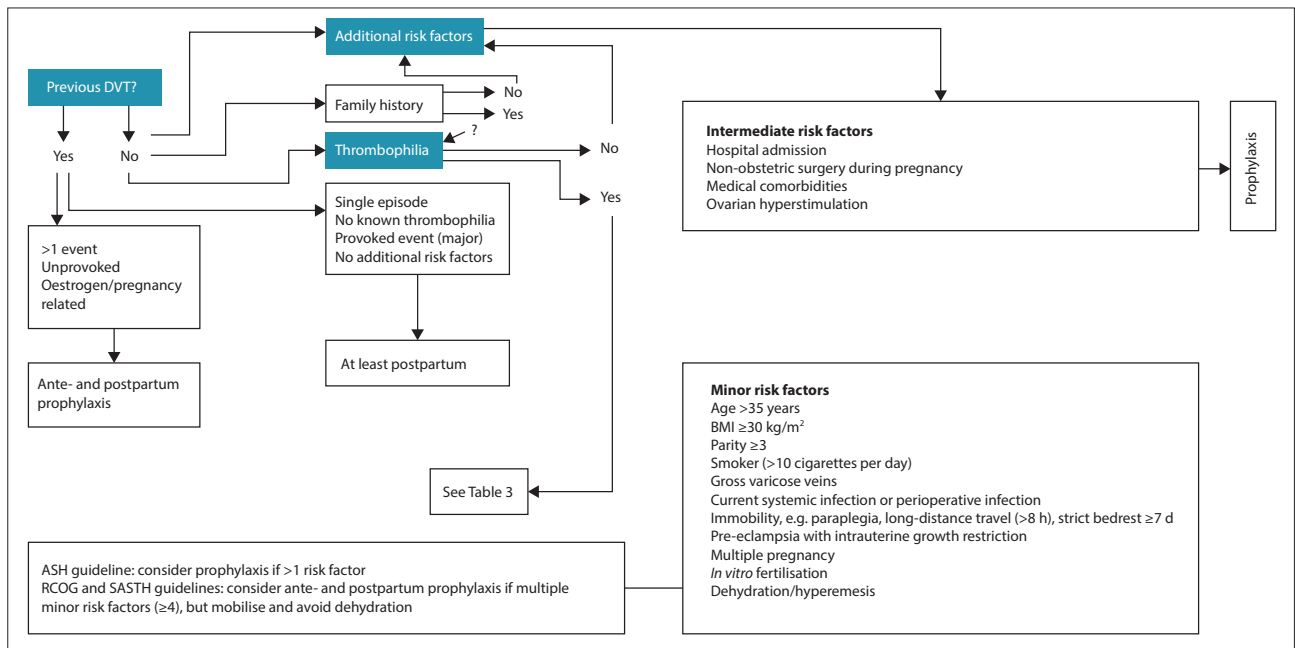 Additional risk factors
Previous DVT?
No
Family history
Yes
?
Thrombophilia
No
Yes
No
Yes
Single episode
No known thrombophilia
Provoked event (major)
No additional risk factors
>1 event
Unprovoked
Oestrogen/pregnancy
related
At least postpartum
Ante- and postpartum
prophylaxis
See Table 3
Intermediate risk factors
Hospital admission
Non-obstetric surgery during pregnancy
Medical comorbidities
Ovarian hyperstimulation
Prophylaxis
Minor risk factors
Age >35 years
BMI ≥30 kg/m²
Parity ≥3
Smoker (>10 cigarettes per day)
Gross varicose veins
Current systemic infection or perioperative infection
Immobility, e.g. paraplegia, long-distance travel (>8 h), strict bedrest ≥7 d
Pre-eclampsia with intrauterine growth restriction
Multiple pregnancy
In vitro fertilisation
Dehydration/hyperemesis
ASH guideline: consider prophylaxis if >1 risk factor
RCOG and SASTH guidelines: consider ante- and postpartum prophylaxis if multiple
minor risk factors (≥4), but mobilise and avoid dehydration